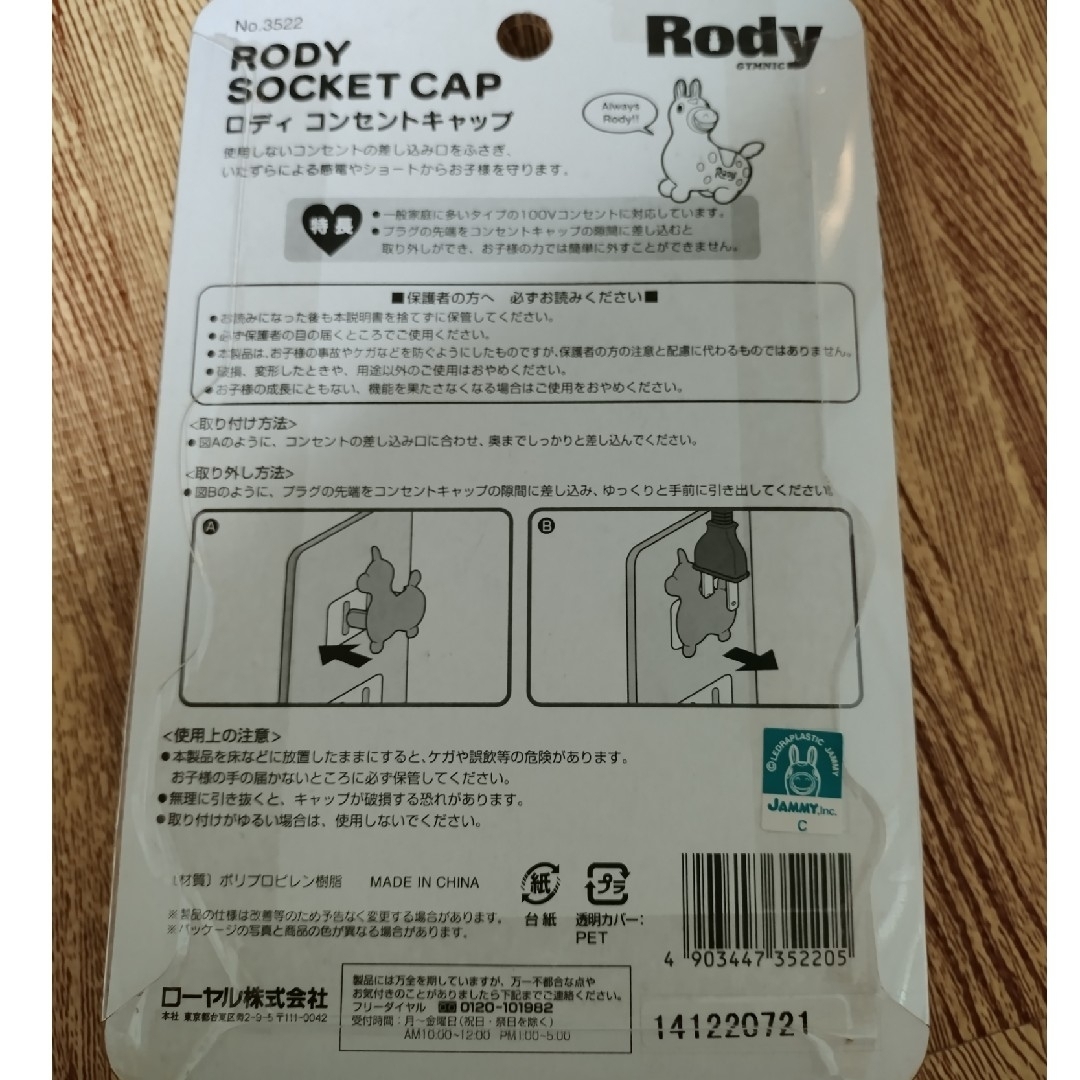 No.3522
RODY
SOCKET CAP
ロディ コンセントキャップ
Rody
GYMNIC
Always
Rody!!
Rody
使用しないコンセントの差し込み口をふさぎ、
いたずらによる感電やショートからお子様を守ります。
特長
●一般家庭に多いタイプの100Vコンセントに対応しています。
●プラグの先端をコンセントキャップの隙間に差し込むと
取り外しができ、お子様の力では簡単に外すことができません。
■保護者の方へ 必ずお読みください■
●お読みになった後も本説明書を捨てずに保管してください。
●必ず保護者の目の届くところでご使用ください。
●本製品は、お子様の事故やケガなどを防ぐようにしたものですが、保護者の方の注意と配慮に代わるものではありません。
●破損、変形したときや、用途以外のご使用はおやめください。
●お子様の成長にともない、機能を果たさなくなる場合はご使用をおやめください。
<取り付け方法>
●図Aのように、コンセントの差し込み口に合わせ、奥までしっかりと差し込んでください。
<取り外し方法>
●図Bのように、プラグの先端をコンセントキャップの隙間に差し込み、ゆっくりと手前に引き出してください。
A
B
<使用上の注意>
●本製品を床などに放置したままにすると、ケガや誤飲等の危険があります。
お子様の手の届かないところに必ず保管してください。
●無理に引き抜くと、キャップが破損する恐れがあります。
●取り付けがゆるい場合は、使用しないでください。
©LEDRAPLASTIC JAMMY
JAMMY,Inc.
C
〔材質〕ポリプロピレン樹脂 MADE IN CHINA
※製品の仕様は改善等のため予告なく変更する場合があります。
※パッケージの写真と商品の色が異なる場合があります。
紙
台紙
プラ
透明カバー:
PET
4 903447 352205
ローヤル株式会社
本社 東京都台東区寿2-9-5 〒111-0042
製品には万全を期していますが、万一不都合な点や
お気付きのことがありましたら下記までご連絡ください。
フリーダイヤル 0120-101982
受付時間:月〜金曜日(祝日・祭日を除く)
AM10:00~12:00 PM1:00~5:00
141220721